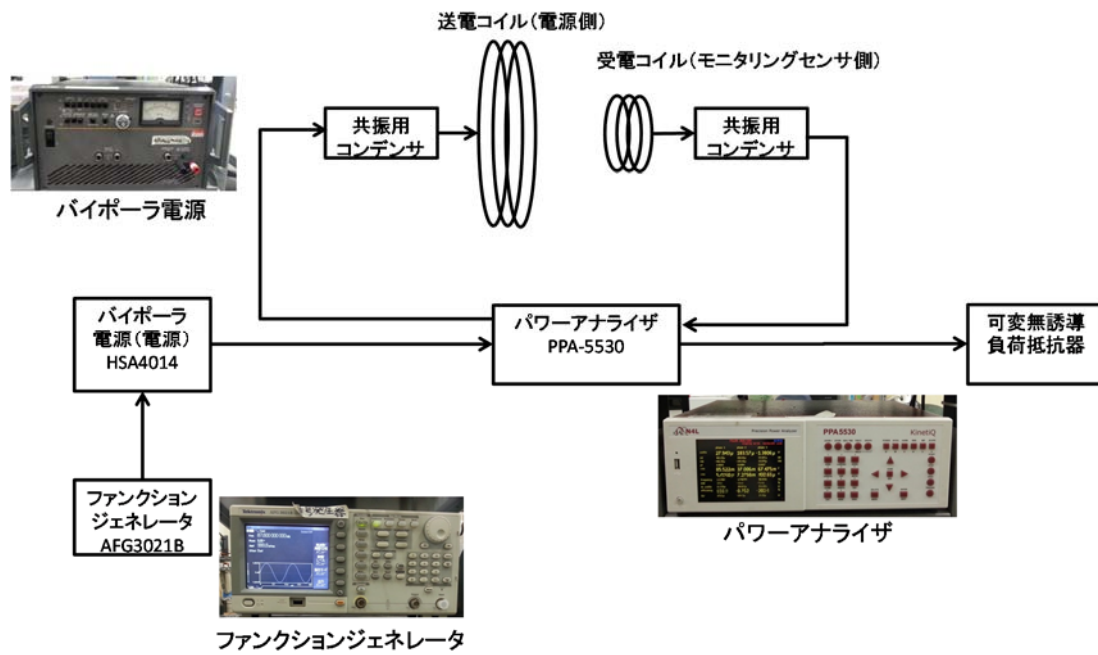 送電コイル（電源側）
受電コイル（モニタリングセンサ側）
共振用
コンデンサ
共振用
コンデンサ
バイポーラ電源
バイポーラ
電源（電源）
HSA4014
パワーアナライザ
PPA-5530
可変無誘導
負荷抵抗器
N4L
Precision Power Analyzer
PPA5530
KinetiQ
パワーアナライザ
ファンクション
ジェネレータ
AFG3021B
Tektronix
ファンクションジェネレータ